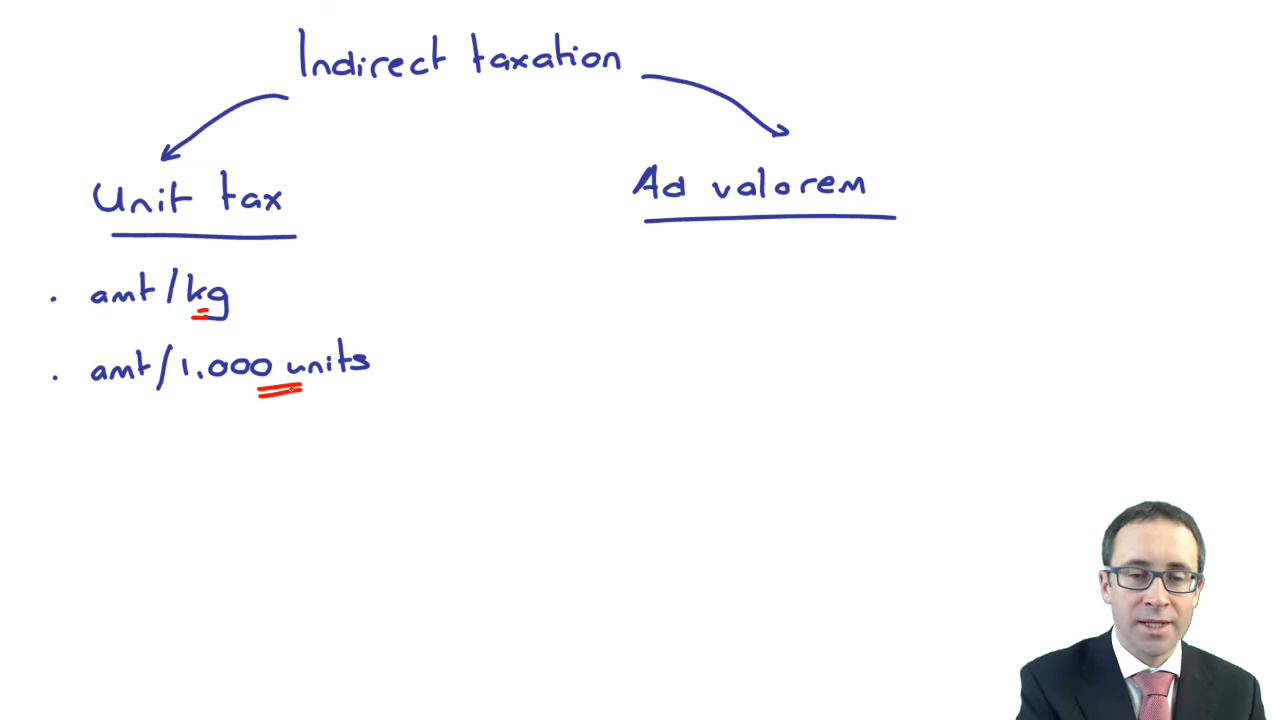 Indirect taxation
Unit tax
Ad valorem
. amt/kg
. amt/1,000 units